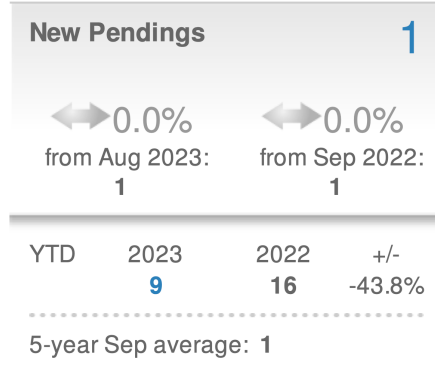 New Pendings 1
0.0% 0.0%
from Aug 2023: from Sep 2022:
1 1
YTD 2023 2022 +/-
9 16 -43.8%
5-year Sep average: 1